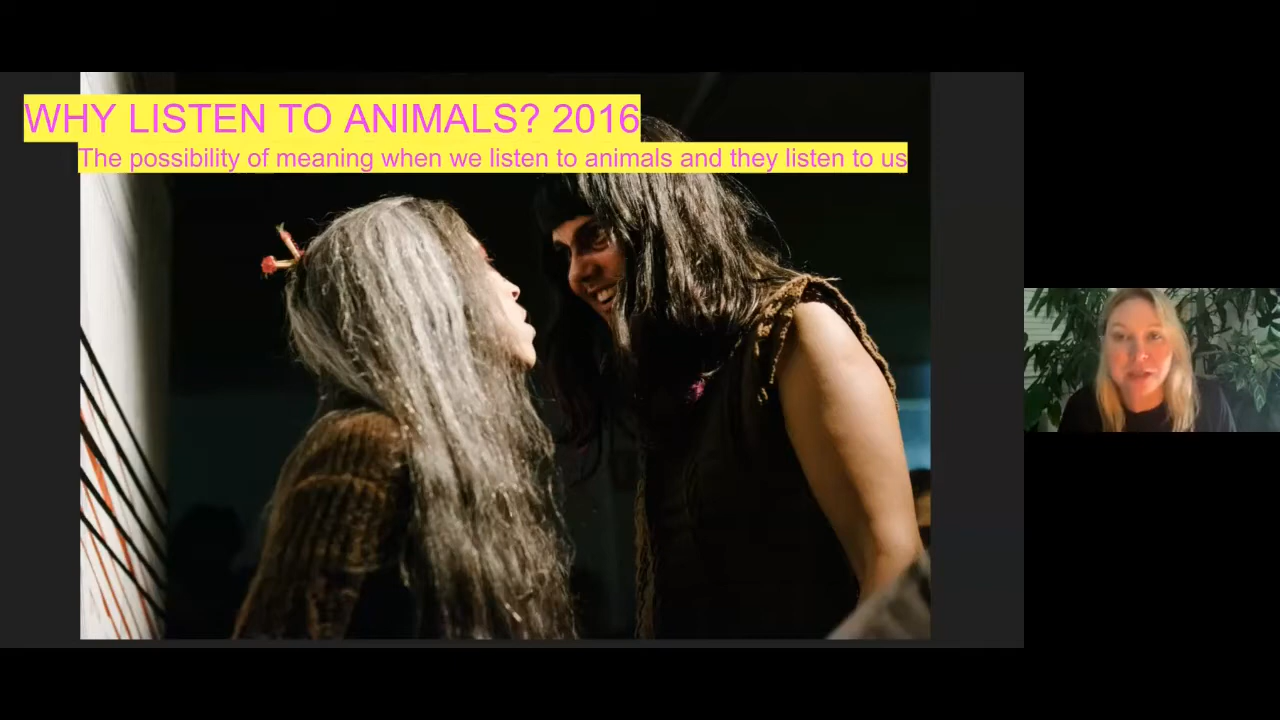 WHY LISTEN TO ANIMALS? 2016
The possibility of meaning when we listen to animals and they listen to us